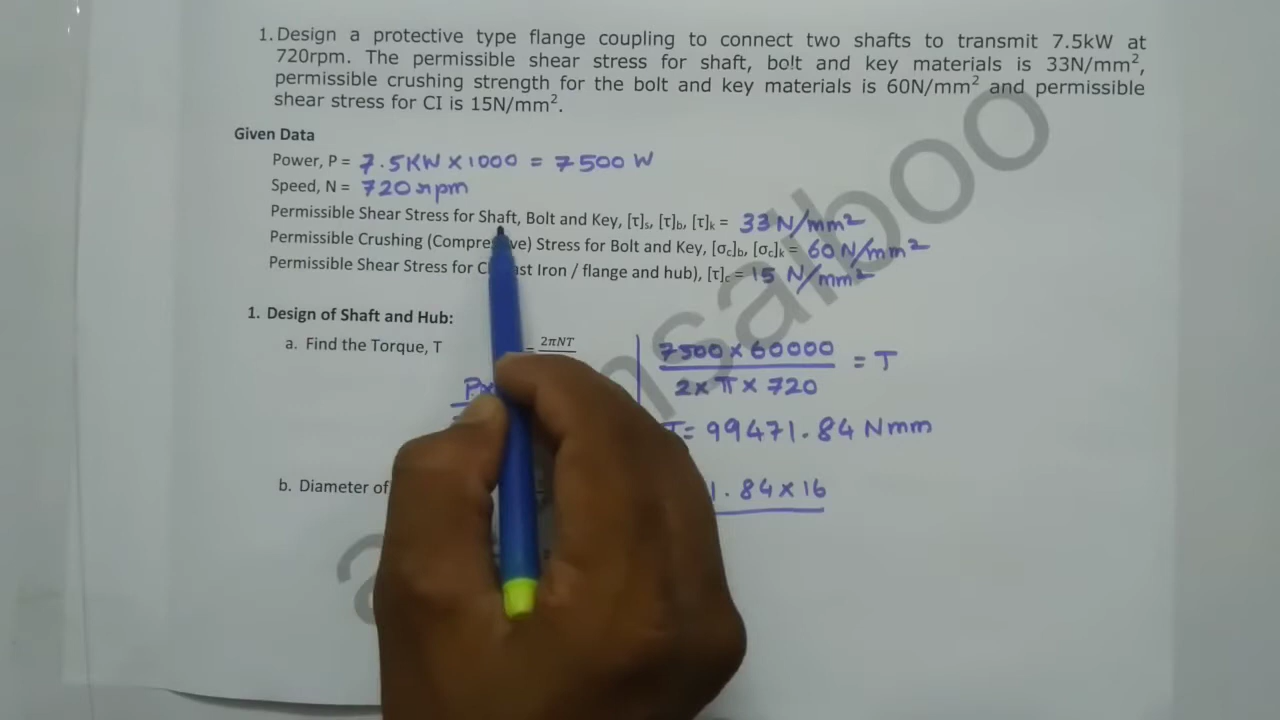 1. Design a protective type flange coupling to connect two shafts to transmit 7.5kW at
720rpm. The permissible shear stress for shaft, bolt and key materials is 33N/mm², 
permissible crushing strength for the bolt and key materials is 60N/mm² and permissible
shear stress for CI is 15N/mm².
Given Data
Power, P = 7.5KW × 1000 = 7500 W
Speed, N = 720 rpm
Permissible Shear Stress for Shaft, Bolt and Key, [τ]s, [τ]b, [τ]k = 33 N/mm²
Permissible Crushing (Compressive) Stress for Bolt and Key, [σc]b, [σc]k = 60 N/mm²
Permissible Shear Stress for Iron / flange and hub), [τ]c = 15 N/mm²
1. Design of Shaft and Hub:
a. Find the Torque, T = 2πNT
7500 × 60000 = T
2 × π × 720
T = 99471.84 Nmm
b. Diameter of 1.84 × 16